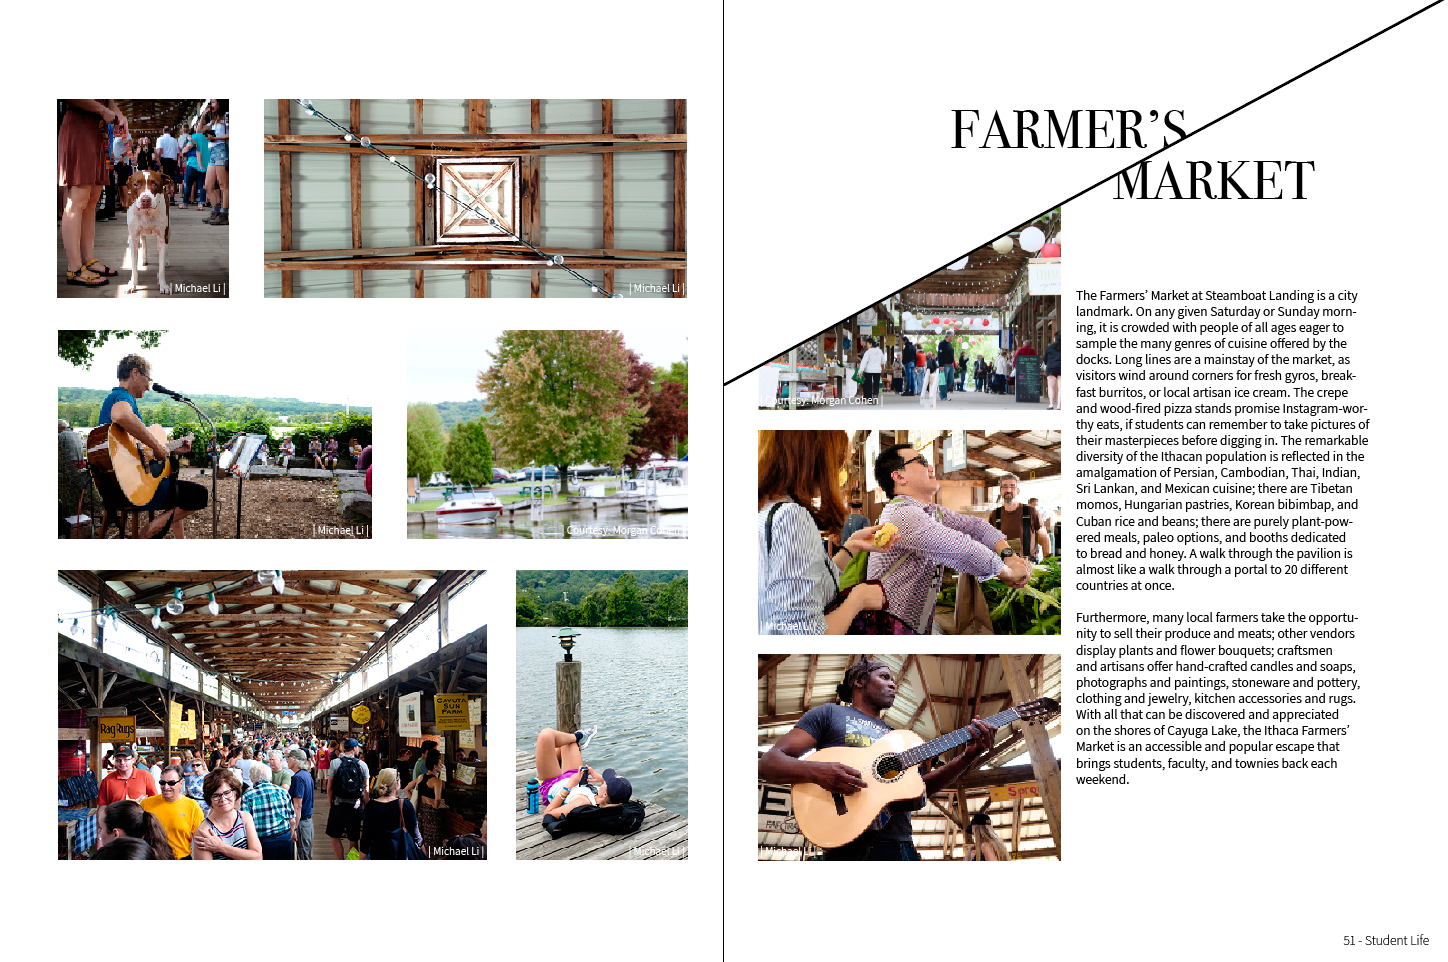 | Michael Li |
| Michael Li |
| Michael Li |
| Courtesy: Morgan Cohen |
Rag Rugs
CAYUTA
SUN
FARM
| Michael Li |
| Michael Li |
FARMER’S
MARKET
| Courtesy: Morgan Cohen |
| Michael Li |
| Michael Li |
The Farmers’ Market at Steamboat Landing is a city
landmark. On any given Saturday or Sunday morn-
ing, it is crowded with people of all ages eager to
sample the many genres of cuisine offered by the
docks. Long lines are a mainstay of the market, as
visitors wind around corners for fresh gyros, break-
fast burritos, or local artisan ice cream. The crepe
and wood-fired pizza stands promise Instagram-wor-
thy eats, if students can remember to take pictures of
their masterpieces before digging in. The remarkable
diversity of the Ithacan population is reflected in the
amalgamation of Persian, Cambodian, Thai, Indian,
Sri Lankan, and Mexican cuisine; there are Tibetan
momos, Hungarian pastries, Korean bibimbap, and
Cuban rice and beans; there are purely plant-pow-
ered meals, paleo options, and booths dedicated
to bread and honey. A walk through the pavilion is
almost like a walk through a portal to 20 different
countries at once.
Furthermore, many local farmers take the opportu-
nity to sell their produce and meats; other vendors
display plants and flower bouquets; craftsmen
and artisans offer hand-crafted candles and soaps,
photographs and paintings, stoneware and pottery,
clothing and jewelry, kitchen accessories and rugs.
With all that can be discovered and appreciated
on the shores of Cayuga Lake, the Ithaca Farmers’
Market is an accessible and popular escape that
brings students, faculty, and townies back each
weekend.
51 - Student Life